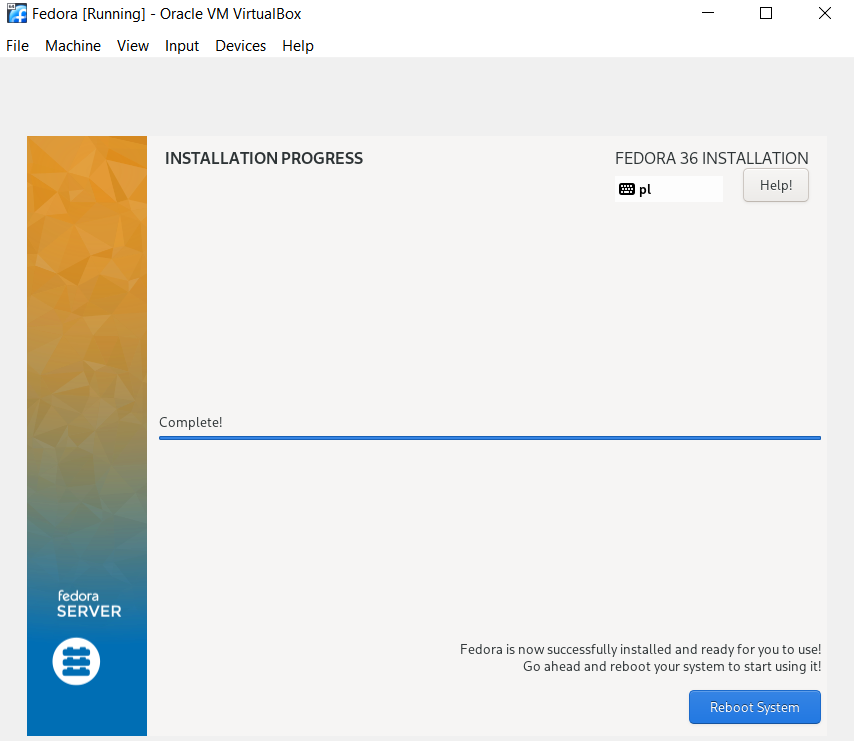 Fedora [Running] - Oracle VM VirtualBox
File Machine View Input Devices Help
INSTALLATION PROGRESS
FEDORA 36 INSTALLATION
pl
Help!
Complete!
fedora
SERVER
Fedora is now successfully installed and ready for you to use!
Go ahead and reboot your system to start using it!
Reboot System